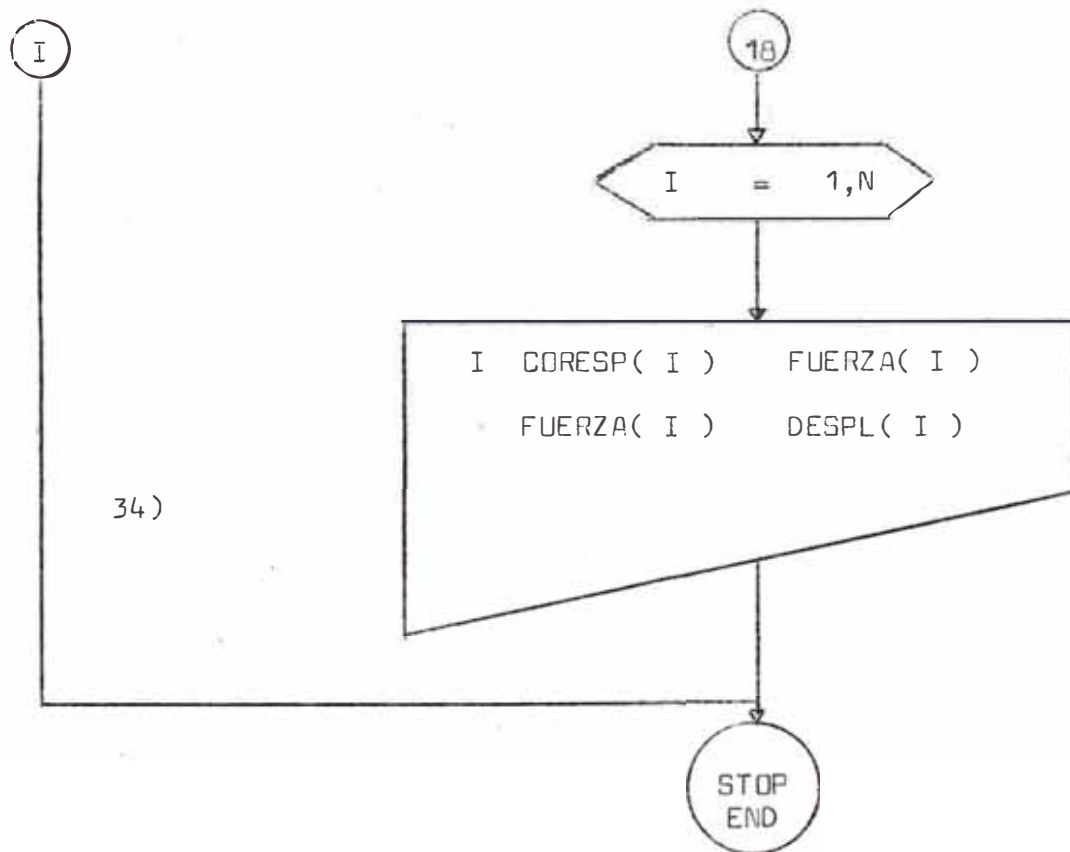 I
18
I = 1,N
I CORESP( I ) FUERZA( I )
FUERZA( I ) DESPL( I )
34)
STOP
END